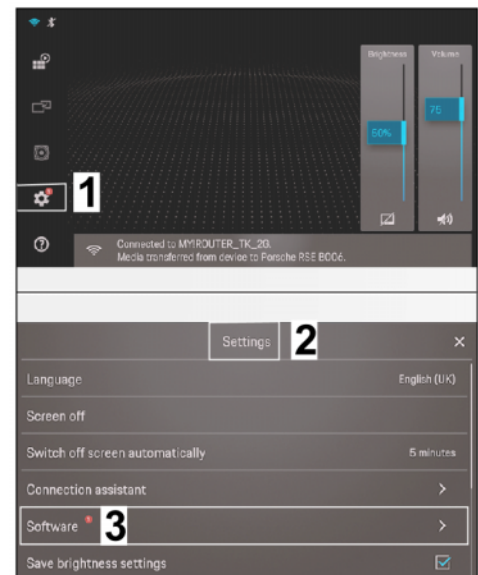 Brightness
Volume
60%
75
1
Connected to MYIROUTER_TK_2G.
Media transferred from device to Porsche RSE B006.
Settings
2
Language
English (UK)
Screen off
Switch off screen automatically
5 minutes
Connection assistant
Software
3
Save brightness settings